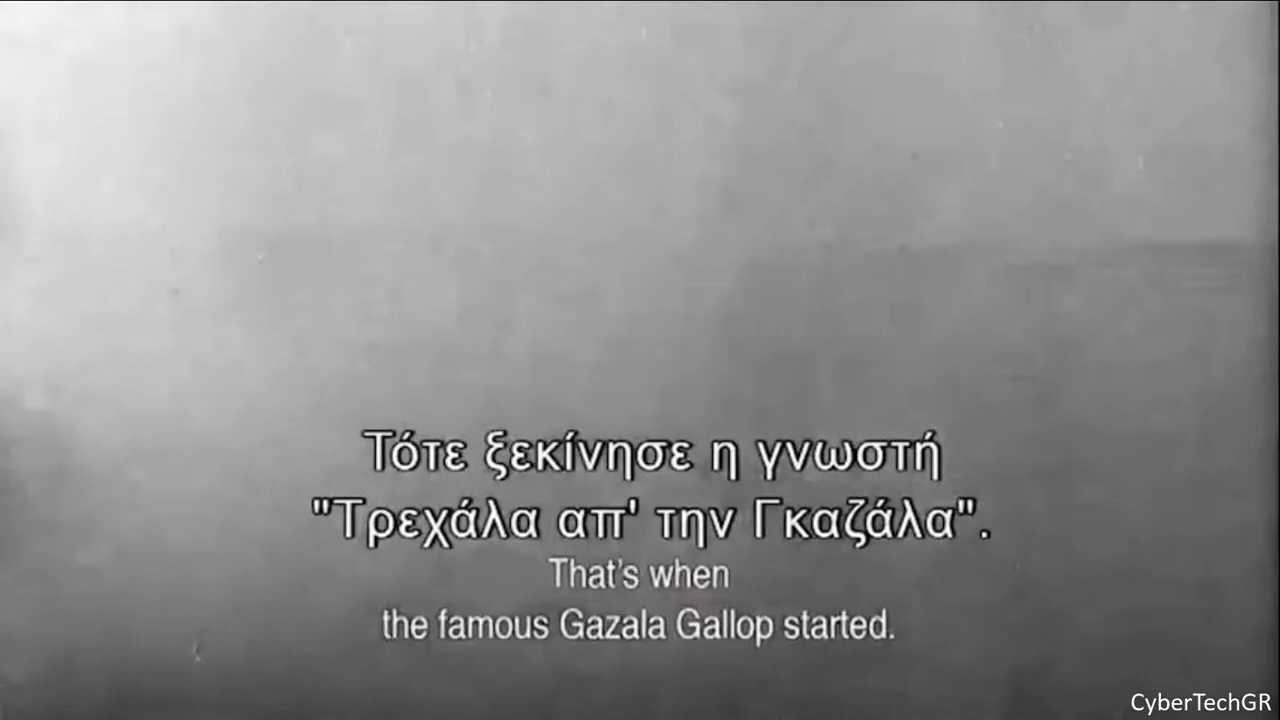 Τότε ξεκίνησε η γνωστή
"Τρεχάλα απ' την Γκαζάλα".
That's when
the famous Gazala Gallop started.
CyberTechGR